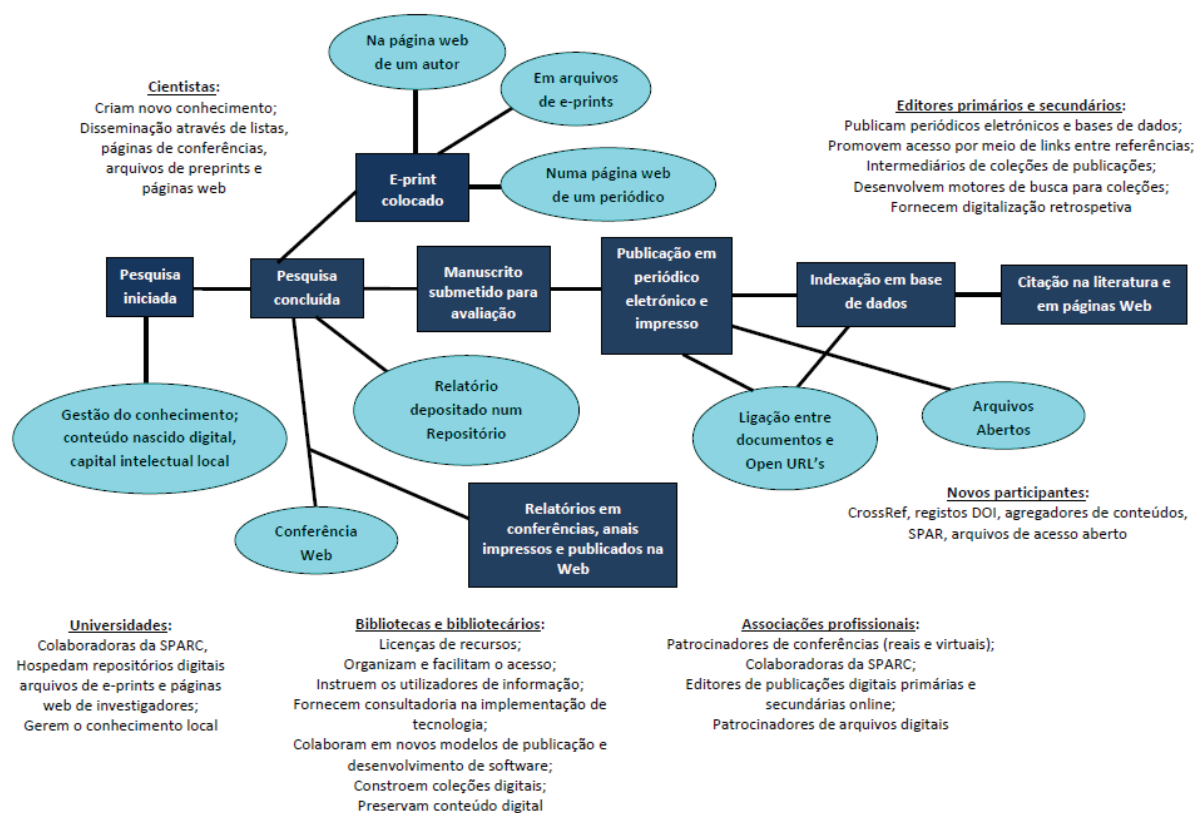 Na página web
de um autor
Em arquivos
de e-prints
Cientistas:
Criam novo conhecimento;
Disseminação através de listas,
páginas de conferências,
arquivos de preprints e
páginas web
Editores primários e secundários:
Publicam periódicos eletrónicos e bases de dados;
Promovem acesso por meio de links entre referências;
Intermediários de coleções de publicações;
Desenvolvem motores de busca para coleções;
Fornecem digitalização retrospetiva
E-print
colocado
Numa página web
de um periódico
Pesquisa
iniciada
Pesquisa
concluída
Manuscrito
submetido para
avaliação
Publicação em
periódico
eletrónico e
impresso
Indexação em base
de dados
Citação na literatura e
em páginas Web
Gestão do conhecimento;
conteúdo nascido digital,
capital intelectual local
Relatório
depositado num
Repositório
Ligação entre
documentos e
Open URL's
Arquivos
Abertos
Conferência
Web
Relatórios em
conferências, anais
impressos e publicados na
Web
Novos participantes:
CrossRef, registos DOI, agregadores de conteúdos,
SPAR, arquivos de acesso aberto
Universidades:
Colaboradoras da SPARC,
Hospedam repositórios digitais
arquivos de e-prints e páginas
web de investigadores;
Gerem o conhecimento local
Bibliotecas e bibliotecários:
Licenças de recursos;
Organizam e facilitam o acesso;
Instruem os utilizadores de informação;
Fornecem consultadoria na implementação de
tecnologia;
Colaboram em novos modelos de publicação e
desenvolvimento de software;
Constroem coleções digitais;
Preservam conteúdo digital
Associações profissionais:
Patrocinadores de conferências (reais e virtuais);
Colaboradoras da SPARC;
Editores de publicações digitais primárias e
secundárias online;
Patrocinadores de arquivos digitais